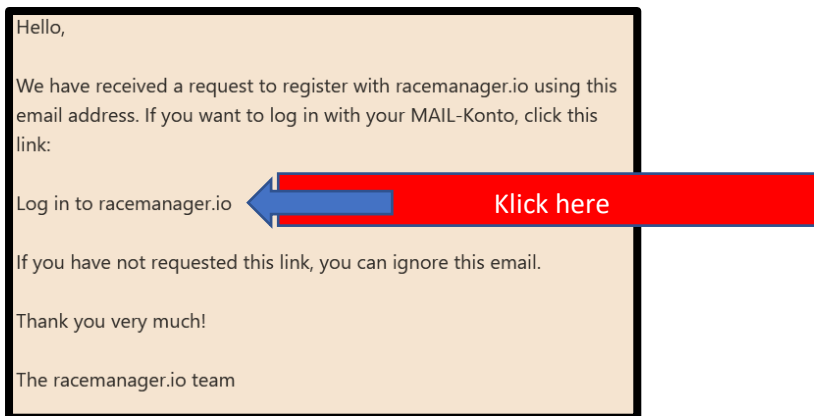 Hello,
We have received a request to register with racemanager.io using this
email address. If you want to log in with your MAIL-Konto, click this
link:
Log in to racemanager.io
Klick here
If you have not requested this link, you can ignore this email.
Thank you very much!
The racemanager.io team